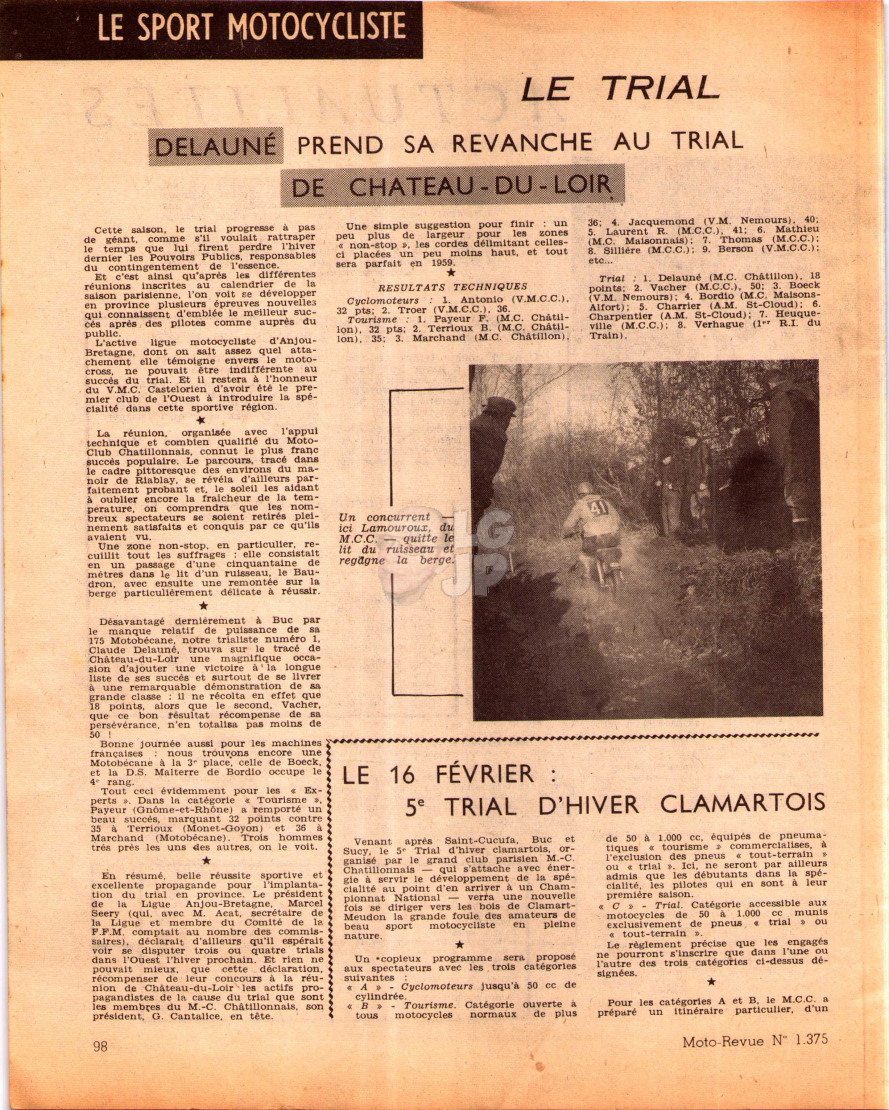 LE SPORT MOTOCYCLISTE
LE TRIAL
DELAUNÉ PREND SA REVANCHE AU TRIAL
DE CHATEAU-DU-LOIR
Cette saison, le trial progresse à pas
de géant, comme s'il voulait rattraper
le temps que lui firent perdre l'hiver
dernier les Pouvoirs Publics, responsables
du contingentement de l'essence.
Et c'est ainsi qu'après les différentes
réunions inscrites au calendrier de la
saison parisienne, l'on voit se développer
en province plusieurs épreuves nouvelles
qui connaissent d'emblée le meilleur suc-
cès après des pilotes comme auprès du
public.
L'active ligue motocycliste d'Anjou-
Bretagne, dont on sait assez quel atta-
chement elle témoigne envers le moto-
cross, ne pouvait être indifférente au
succès du trial. Et il restera à l'honneur
du V.M.C. Castelorien d'avoir été le pre-
mier club de l'Ouest à introduire la spé-
cialité dans cette sportive région.
★
La réunion, organisée avec l'appui
technique et combien qualifié du Moto-
Club Chatillonnais, connut le plus franc
succès populaire. Le parcours, tracé dans
le cadre pittoresque des environs du ma-
noir de Riablay, se révéla d'ailleurs par-
faitement probant et, le soleil les aidant
à oublier encore la fraîcheur de la tem-
pérature, on comprendra que les nom-
breux spectateurs se soient retirés plei-
nement satisfaits et conquis par ce qu'ils
avaient vu.
Une zone non-stop, en particulier, re-
cuillit tout les suffrages : elle consistait
en un passage d'une cinquantaine de
mètres dans le lit d'un ruisseau, le Bau-
dron, avec ensuite une remontée sur la
berge particulièrement délicate à réussir.
★
Désavantagé dernièrement à Buc par
le manque relatif de puissance de sa
175 Motobécane, notre trialiste numéro 1,
Claude Delauné, trouva sur le tracé de
Château-du-Loir une magnifique occa-
sion d'ajouter une victoire à la longue
liste de ses succès et surtout de se livrer
à une remarquable démonstration de sa
grande classe : il ne récolta en effet que
18 points, alors que le second, Vacher,
que ce bon résultat récompense de sa
persévérance, n'en totalisa pas moins de
50 !
Bonne journée aussi pour les machines
françaises : nous trouvons encore une
Motobécane à la 3e place, celle de Boeck,
et la D.S. Malterre de Bordio occupe le
4e rang.
Tout ceci évidemment pour les « Ex-
perts ». Dans la catégorie « Tourisme »,
Payeur (Gnôme-et-Rhône) a remporté un
beau succès, marquant 32 points contre
35 à Terrioux (Monet-Goyon) et 36 à
Marchand (Motobécane). Trois hommes
très près les uns des autres, on le voit.
★
En résumé, belle réussite sportive et
excellente propagande pour l'implanta-
tion du trial en province. Le président
de la Ligue Anjou-Bretagne, Marcel
Seery (qui, avec M. Acat, secrétaire de
la Ligue et membre du Comité de la
F.F.M. comptait au nombre des commis-
saires), déclarait d'ailleurs qu'il espérait
voir se disputer trois ou quatre trials
dans l'Ouest l'hiver prochain. Et rien ne
pouvait mieux, que cette déclaration,
récompenser de leur concours à la réu-
nion de Château-du-Loir les actifs pro-
pagandistes de la cause du trial que sont
les membres du M.-C. Châtillonnais, son
président, G. Cantalice, en tête.
Une simple suggestion pour finir : un
peu plus de largeur pour les zones
« non-stop », les cordes délimitant celles-
ci placées un peu moins haut, et tout
sera parfait en 1959.
★
RESULTATS TECHNIQUES
Cyclomoteurs : 1. Antonio (V.M.C.C.),
32 pts; 2. Troer (V.M.C.C.), 36.
Tourisme : 1. Payeur F. (M.C. Châtil-
lon), 32 pts; 2. Terrioux B. (M.C. Châtil-
lon), 35; 3. Marchand (M.C. Châtillon),
36; 4. Jacquemond (V.M. Nemours), 40;
5. Laurent R. (M.C.C.), 41; 6. Mathieu
(M.C. Maisonnais); 7. Thomas (M.C.C.);
8. Sillière (M.C.C.); 9. Berson (V.M.C.C.);
etc...
Trial : 1. Delauné (M.C. Châtillon), 18
points; 2. Vacher (M.C.C.), 50; 3. Boeck
(V.M. Nemours); 4. Bordio (M.C. Maisons-
Alfort); 5. Charrier (A.M. St-Cloud); 6.
Charpentier (A.M. St-Cloud); 7. Heuque-
ville (M.C.C.); 8. Verhague (1er R.I. du
Train).
41
Un concurrent —
ici Lamouroux, du
M.C.C. — quitte le
lit du ruisseau et
regagne la berge.
LG
JP
LE 16 FÉVRIER :
5e TRIAL D'HIVER CLAMARTOIS
Venant après Saint-Cucufa, Buc et
Sucy, le 5e Trial d'hiver clamartois, or-
ganisé par le grand club parisien M.-C.
Chatillonnais — qui s'attache avec éner-
gie à servir le développement de la spé-
cialité au point d'en arriver à un Cham-
pionnat National — verra une nouvelle
fois se diriger vers les bois de Clamart-
Meudon la grande foule des amateurs de
beau sport motocycliste en pleine
nature.
★
Un copieux programme sera proposé
aux spectateurs avec les trois catégories
suivantes :
« A » - Cyclomoteurs jusqu'à 50 cc de
cylindrée.
« B » - Tourisme. Catégorie ouverte à
tous motocycles normaux de plus
de 50 à 1.000 cc, équipés de pneuma-
tiques « tourisme » commerciales, à
l'exclusion des pneus « tout-terrain »
ou « trial ». Ici, ne seront par ailleurs
admis que les débutants dans la spé-
cialité, les pilotes qui en sont à leur
première saison.
« C » - Trial. Catégorie accessible aux
motocycles de 50 à 1.000 cc munis
exclusivement de pneus « trial » ou
« tout-terrain ».
Le règlement précise que les engagés
ne pourront s'inscrire que dans l'une ou
l'autre des trois catégories ci-dessus dé-
signées.
★
Pour les catégories A et B, le M.C.C. a
préparé un itinéraire particulier, d'un
98
Moto-Revue N° 1.375